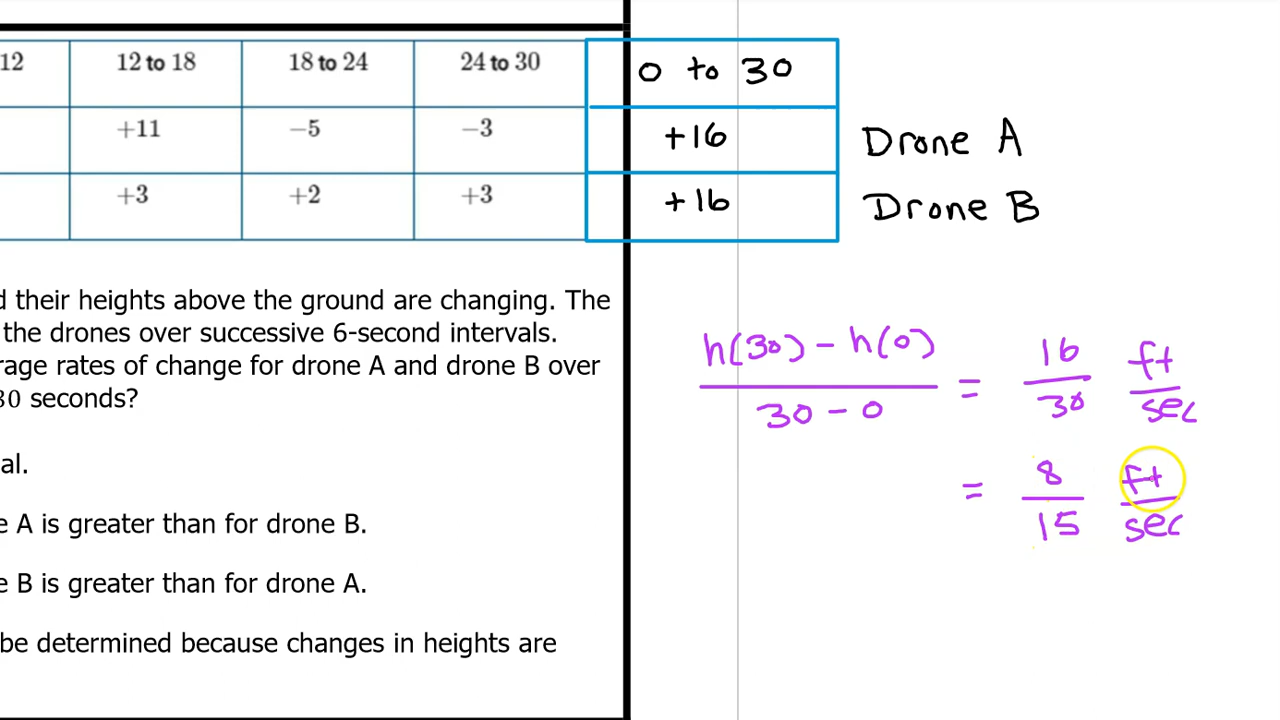 12 12 to 18 18 to 24 24 to 30 0 to 30
+11 −5 −3 +16 Drone A
+3 +2 +3 +16 Drone B
d their heights above the ground are changing. The
the drones over successive 6-second intervals.
rage rates of change for drone A and drone B over
30 seconds?
al.
e A is greater than for drone B.
e B is greater than for drone A.
be determined because changes in heights are
h(30) − h(0) / 30 − 0 = 16/30 ft/sec
= 8/15 ft/sec